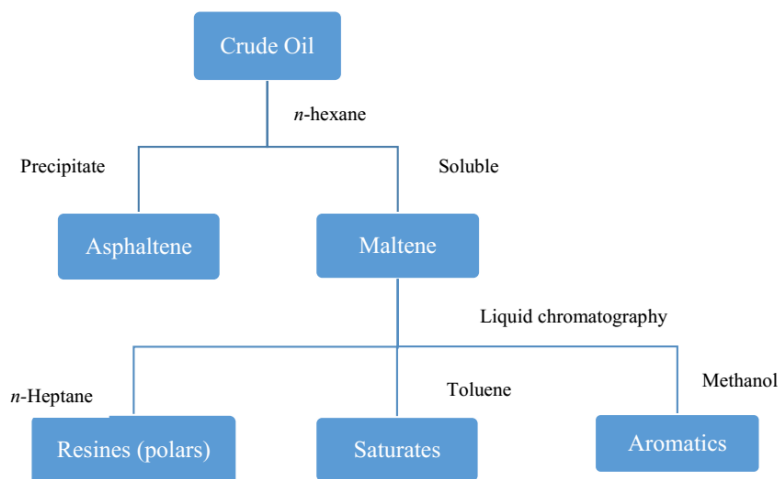 Crude Oil
n-hexane
Precipitate
Soluble
Asphaltene
Maltene
Liquid chromatography
n-Heptane
Toluene
Methanol
Resines (polars)
Saturates
Aromatics